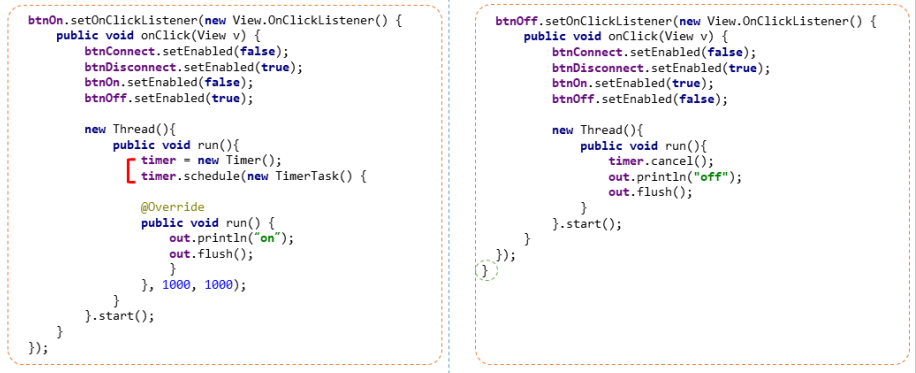 btnOn.setOnClickListener(new View.OnClickListener() {
    public void onClick(View v) {
        btnConnect.setEnabled(false);
        btnDisconnect.setEnabled(true);
        btnOn.setEnabled(false);
        btnOff.setEnabled(true);

        new Thread(){
            public void run(){
                timer = new Timer();
                timer.schedule(new TimerTask() {

                @Override
                public void run() {
                    out.println(“on”);
                    out.flush();
                    }
                }, 1000, 1000);
            }
        }.start();
    }
});
btnOff.setOnClickListener(new View.OnClickListener() {
    public void onClick(View v) {
        btnConnect.setEnabled(false);
        btnDisconnect.setEnabled(true);
        btnOn.setEnabled(true);
        btnOff.setEnabled(false);

        new Thread(){
            public void run(){
                timer.cancel();
                out.println("off");
                out.flush();
            }
        }.start();
    }
});
}